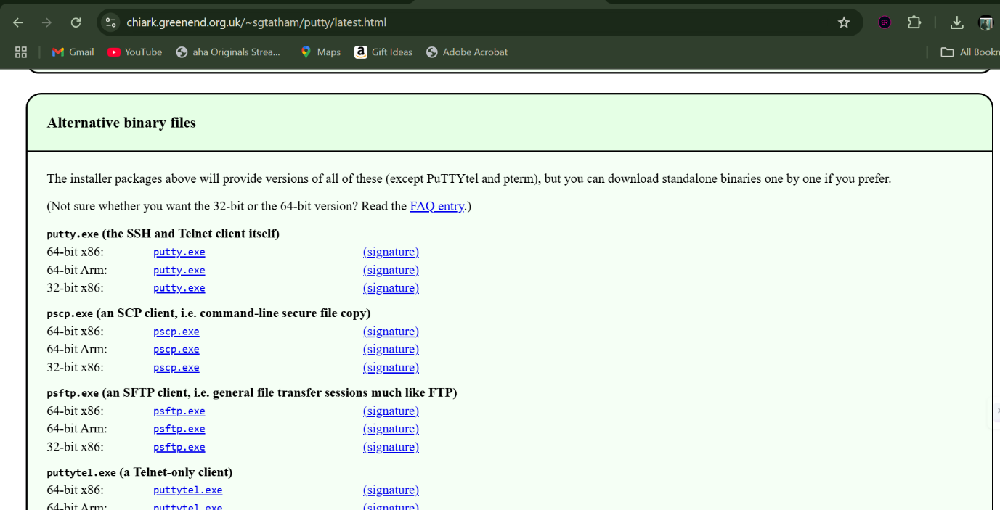 chiark.greenend.org.uk/~sgtatham/putty/latest.html
Gmail YouTube aha Originals Strea... Maps Gift Ideas Adobe Acrobat All Bookm
Alternative binary files
The installer packages above will provide versions of all of these (except PuTTYtel and pterm), but you can download standalone binaries one by one if you prefer.
(Not sure whether you want the 32-bit or the 64-bit version? Read the FAQ entry.)
putty.exe (the SSH and Telnet client itself)
64-bit x86: putty.exe (signature)
64-bit Arm: putty.exe (signature)
32-bit x86: putty.exe (signature)
pscp.exe (an SCP client, i.e. command-line secure file copy)
64-bit x86: pscp.exe (signature)
64-bit Arm: pscp.exe (signature)
32-bit x86: pscp.exe (signature)
psftp.exe (an SFTP client, i.e. general file transfer sessions much like FTP)
64-bit x86: psftp.exe (signature)
64-bit Arm: psftp.exe (signature)
32-bit x86: psftp.exe (signature)
puttytel.exe (a Telnet-only client)
64-bit x86: puttytel.exe (signature)
64-bit Arm: puttytel.exe (signature)